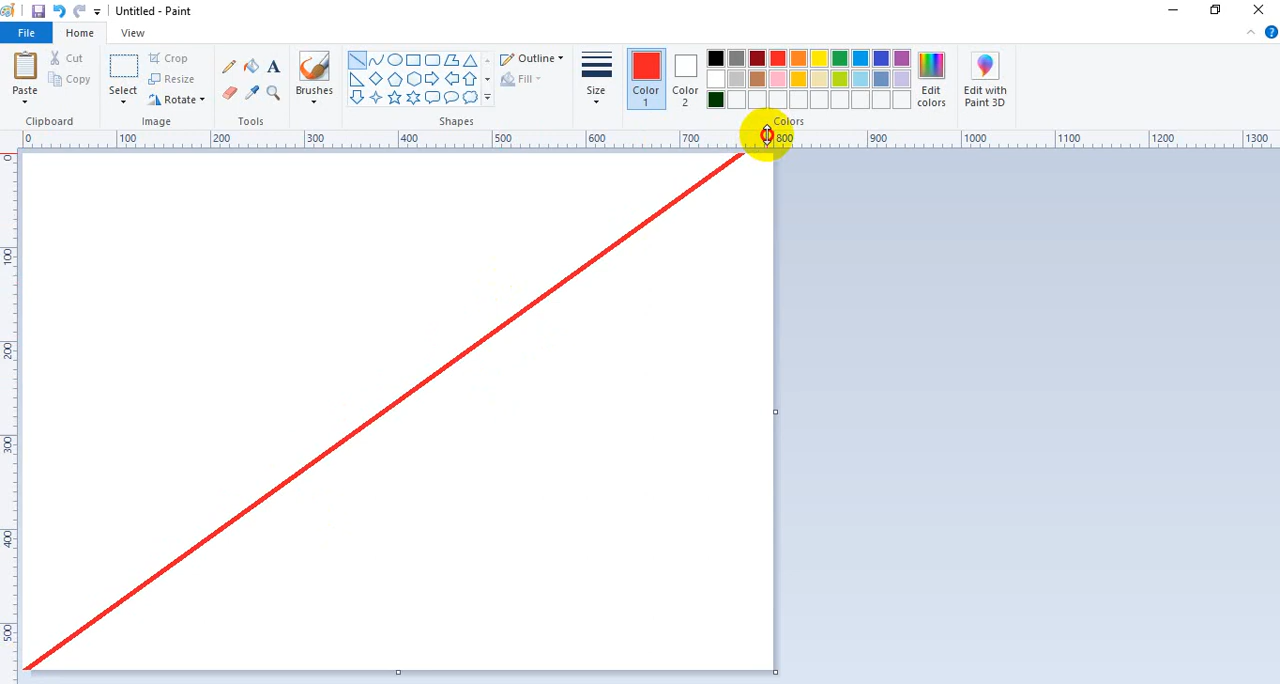 Untitled - Paint
File Home View
Paste
Cut
Copy
Clipboard
Select
Crop
Resize
Rotate
Image
A
Tools
Brushes
Shapes
Outline
Fill
Size
Color 1
Color 2
Edit colors
Colors
Edit with Paint 3D
0 100 200 300 400 500 600 700 800 900 1000 1100 1200 1300
0
100
200
300
400
500